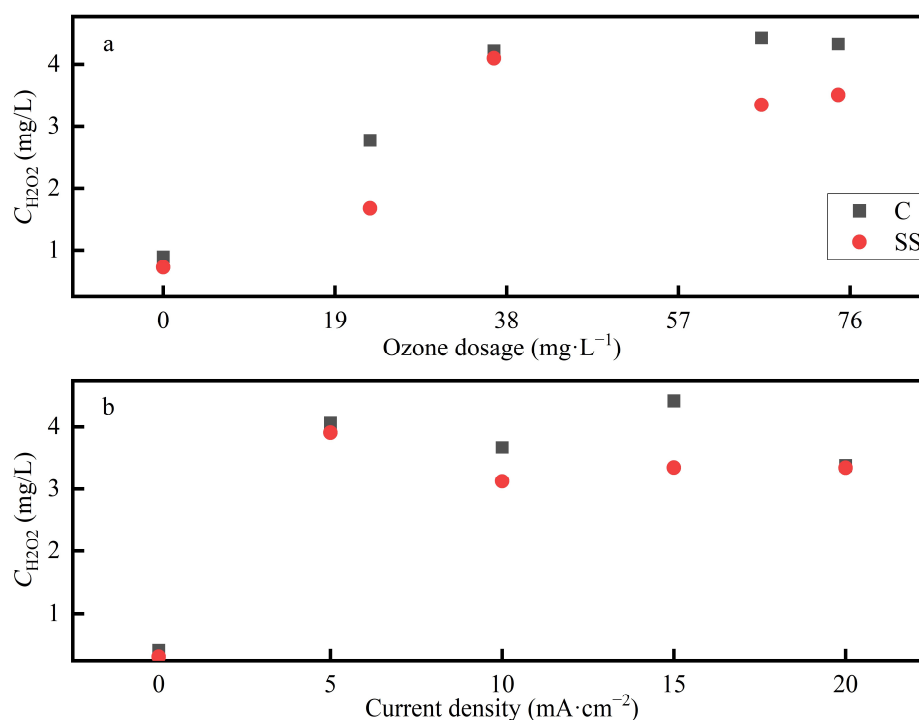 a
4
3
2
1
C_H2O2 (mg/L)
C
SS
0 19 38 57 76
Ozone dosage (mg·L⁻¹)
b
4
3
2
1
C_H2O2 (mg/L)
0 5 10 15 20
Current density (mA·cm⁻²)